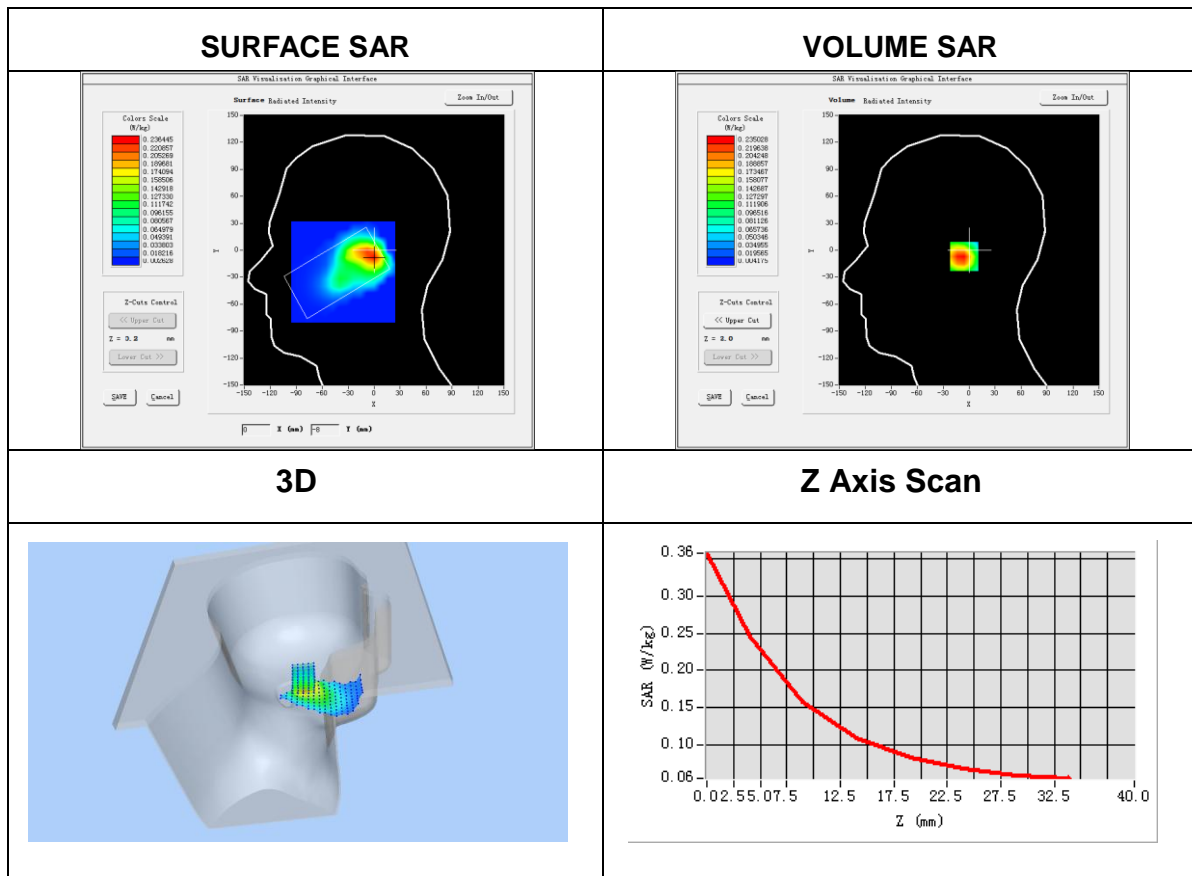 SURFACE SAR
VOLUME SAR
SAR Visualisation Graphical Interface
Surface Radiated Intensity
Zoom In/Out
Colors Scale
(W/kg)
0.236445
0.220857
0.205269
0.189681
0.174094
0.158506
0.142918
0.127330
0.111742
0.096155
0.080567
0.064979
0.049391
0.033803
0.018216
0.002628
Z-Cuts Control
<< Upper Cut
Z = 3.2 mm
Lower Cut >>
SAVE Cancel
150
120
90
60
30
0
-30
-60
-90
-120
-150
Y
-150 -120 -90 -60 -30 0 30 60 90 120 150
X
0 X (mm) -8 Y (mm)
SAR Visualisation Graphical Interface
Volume Radiated Intensity
Zoom In/Out
Colors Scale
(W/kg)
0.235028
0.219638
0.204248
0.188857
0.173467
0.158077
0.142687
0.127297
0.111906
0.096516
0.081126
0.065736
0.050346
0.034955
0.019565
0.004175
Z-Cuts Control
<< Upper Cut
Z = 2.0 mm
Lower Cut >>
SAVE Cancel
150
120
90
60
30
0
-30
-60
-90
-120
-150
Y
-150 -120 -90 -60 -30 0 30 60 90 120 150
X
3D
Z Axis Scan
0.36
0.30
0.25
0.20
0.15
0.10
0.06
SAR (W/kg)
0.0 2.5 5.0 7.5 12.5 17.5 22.5 27.5 32.5 40.0
Z (mm)